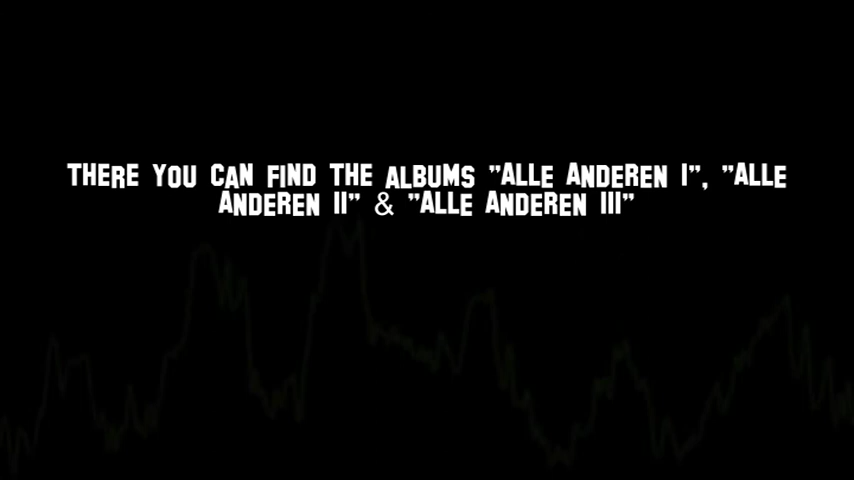 THERE YOU CAN FIND THE ALBUMS "ALLE ANDEREN I", "ALLE
ANDEREN II" & "ALLE ANDEREN III"